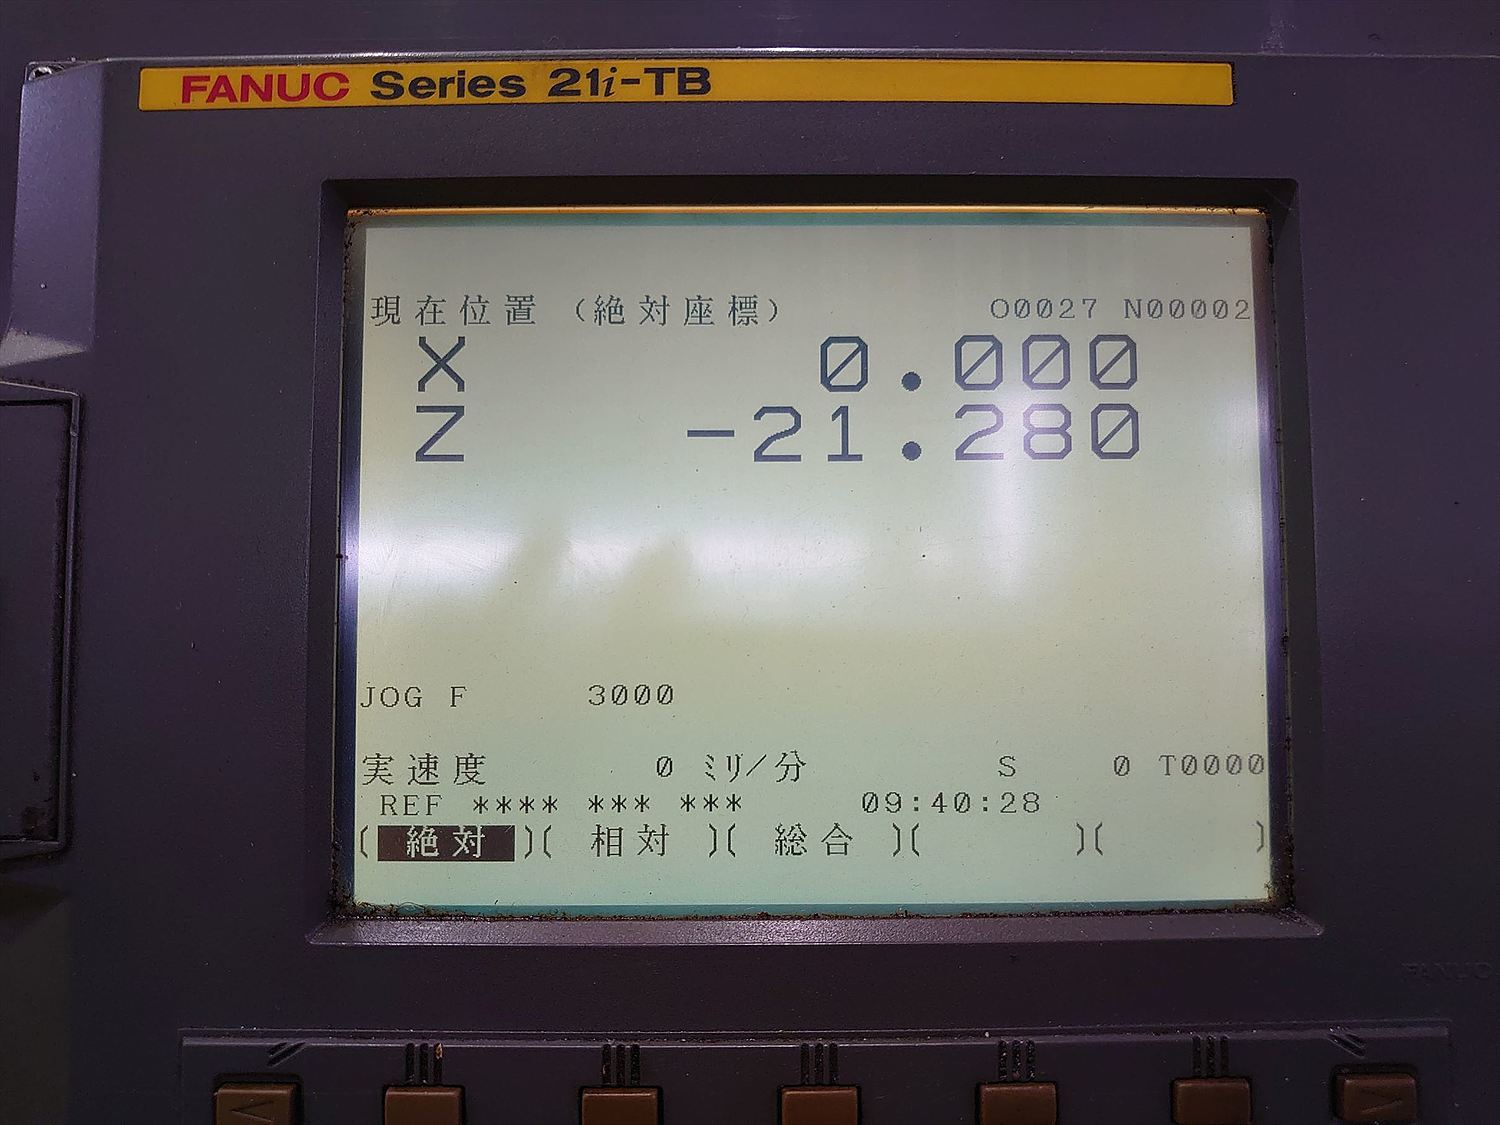 FANUC Series 21i-TB
現在位置（絶対座標） O0027 N00002
X 0.000
Z -21.280
JOG F 3000
実速度 0 ミリ/分 S 0 T0000
REF **** *** *** 09:40:28
( 絶対 )( 相対 )( 総合 )( )( )
FANUC
< >